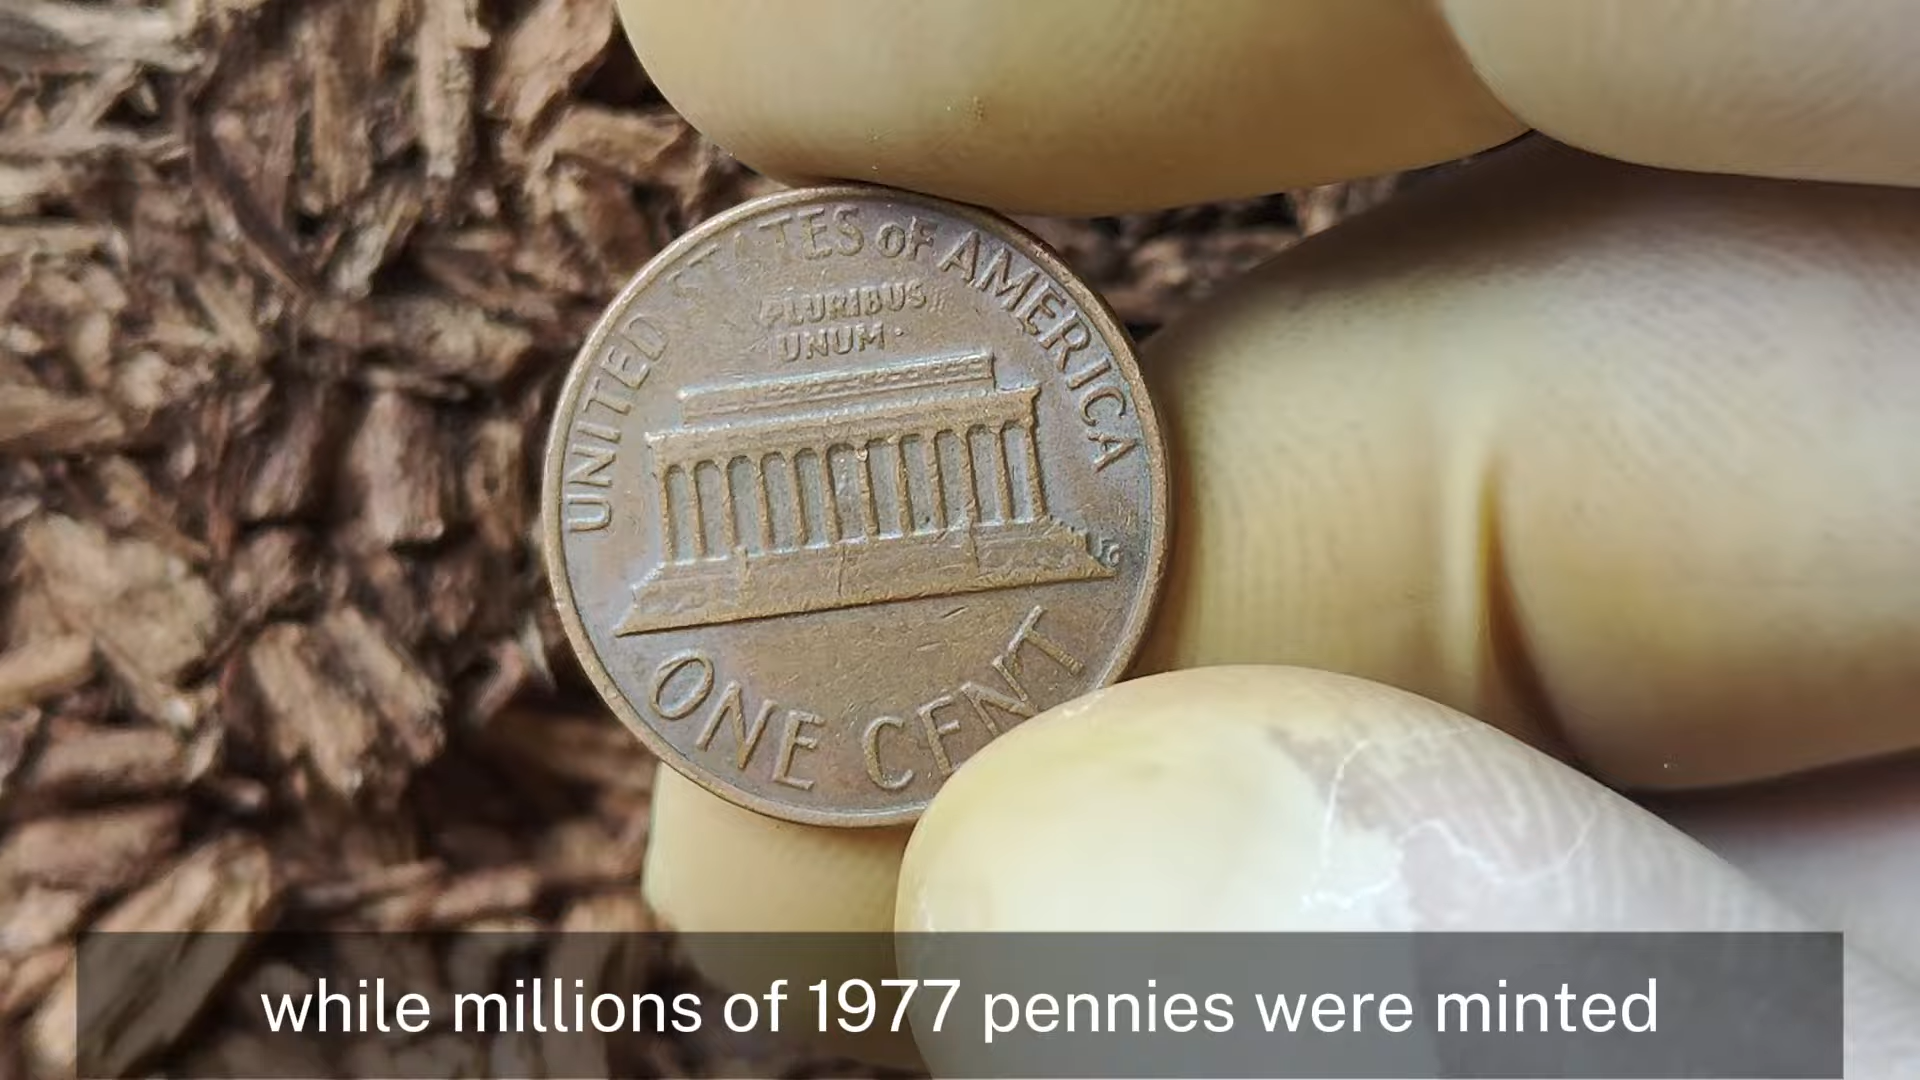 UNITED STATES OF AMERICA
PLURIBUS
UNUM
ONE CENT
while millions of 1977 pennies were minted